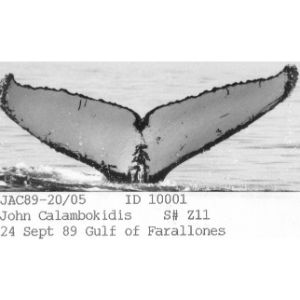 JAC89-20/05 ID 10001
John Calambokidis S# Z11
24 Sept 89 Gulf of Farallones